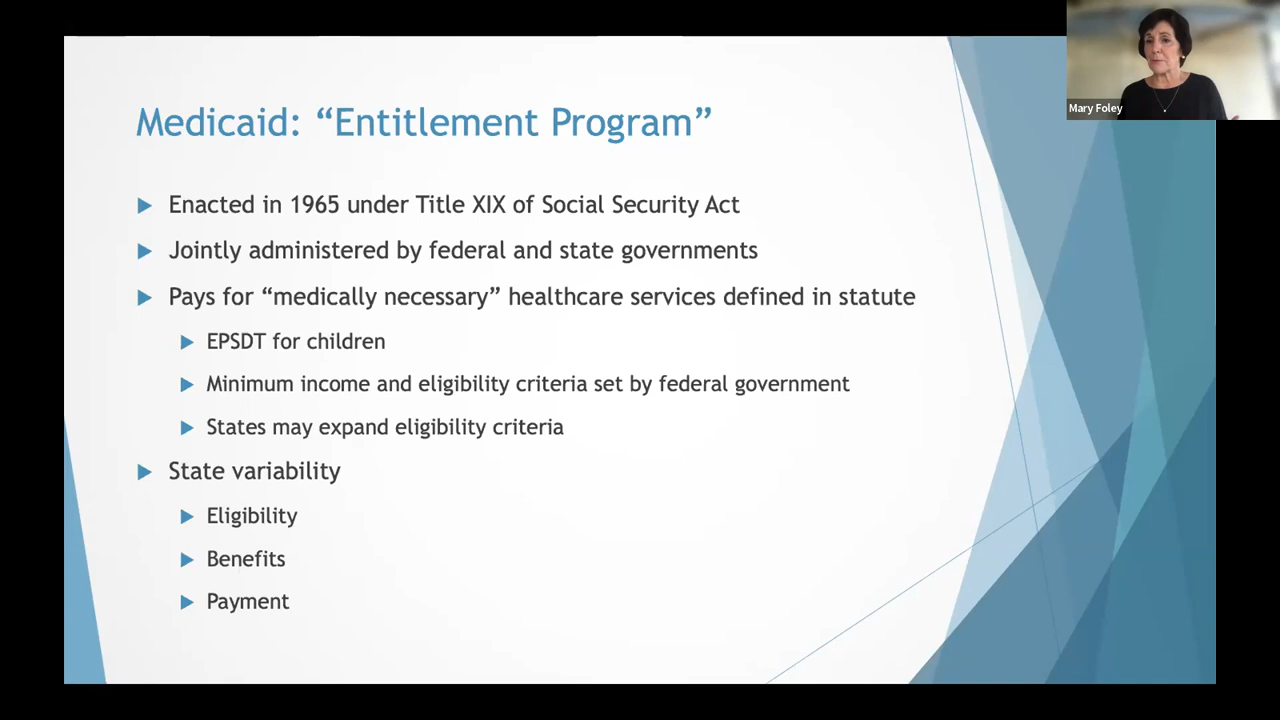 Medicaid: “Entitlement Program”
Enacted in 1965 under Title XIX of Social Security Act
Jointly administered by federal and state governments
Pays for “medically necessary” healthcare services defined in statute
EPSDT for children
Minimum income and eligibility criteria set by federal government
States may expand eligibility criteria
State variability
Eligibility
Benefits
Payment
Mary Foley